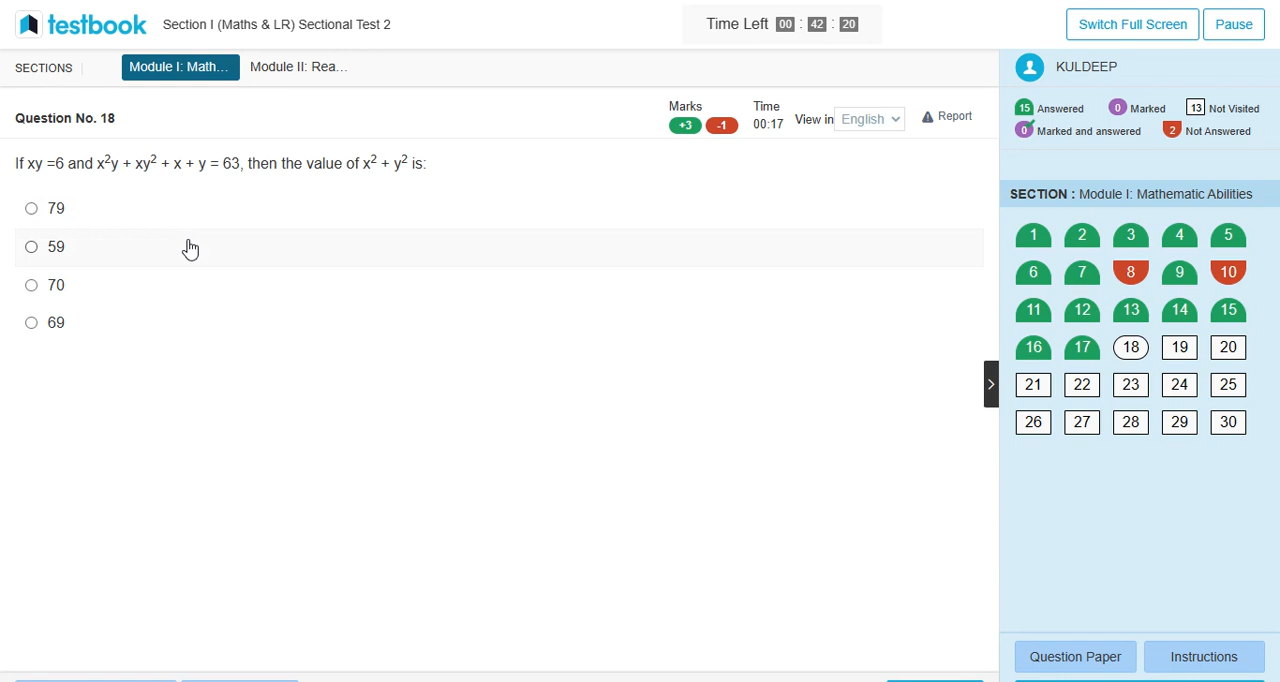 testbook Section I (Maths & LR) Sectional Test 2 Time Left 00 : 42 : 20 Switch Full Screen Pause
SECTIONS Module I: Math... Module II: Rea... KULDEEP
15 Answered 0 Marked 13 Not Visited
0 Marked and answered 2 Not Answered
Question No. 18 Marks +3 -1 Time 00:17 View in English Report
If xy =6 and x²y + xy² + x + y = 63, then the value of x² + y² is:
79
59
70
69
SECTION : Module I: Mathematic Abilities
1 2 3 4 5
6 7 8 9 10
11 12 13 14 15
16 17 18 19 20
21 22 23 24 25
26 27 28 29 30
Question Paper Instructions